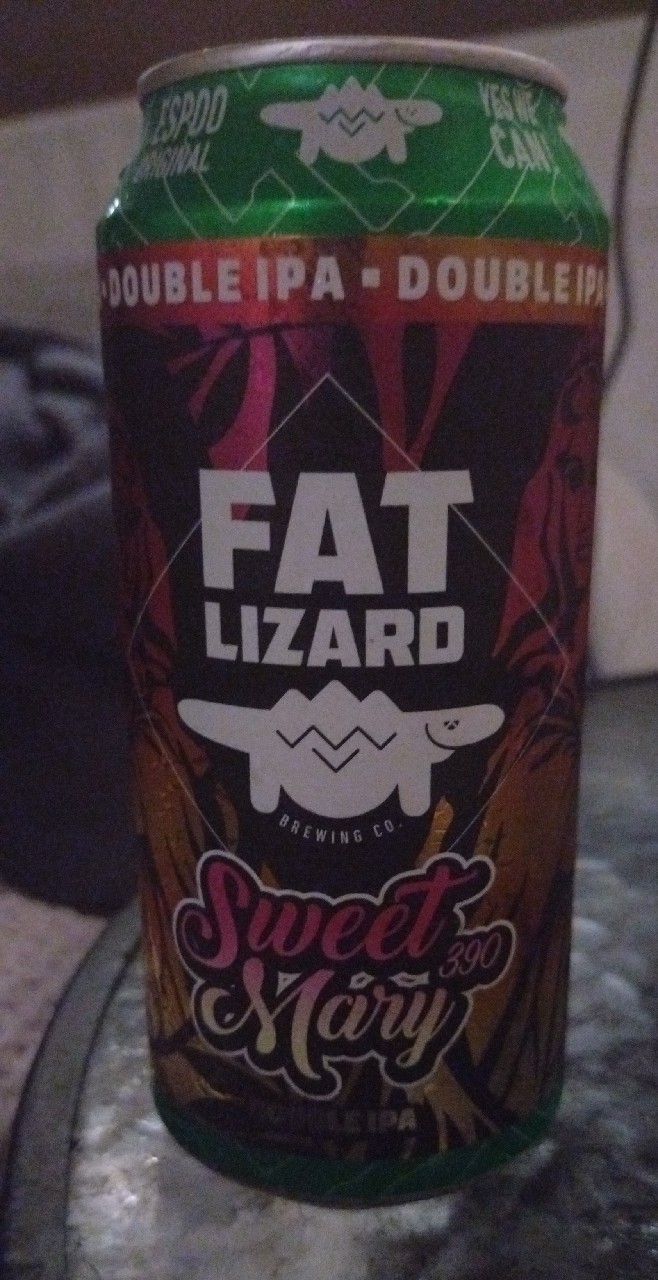 ESPOO
ORIGINAL
YES WE
CAN!
DOUBLE IPA - DOUBLE IPA
FAT
LIZARD
BREWING CO.
Sweet
390
Mary
DOUBLE IPA